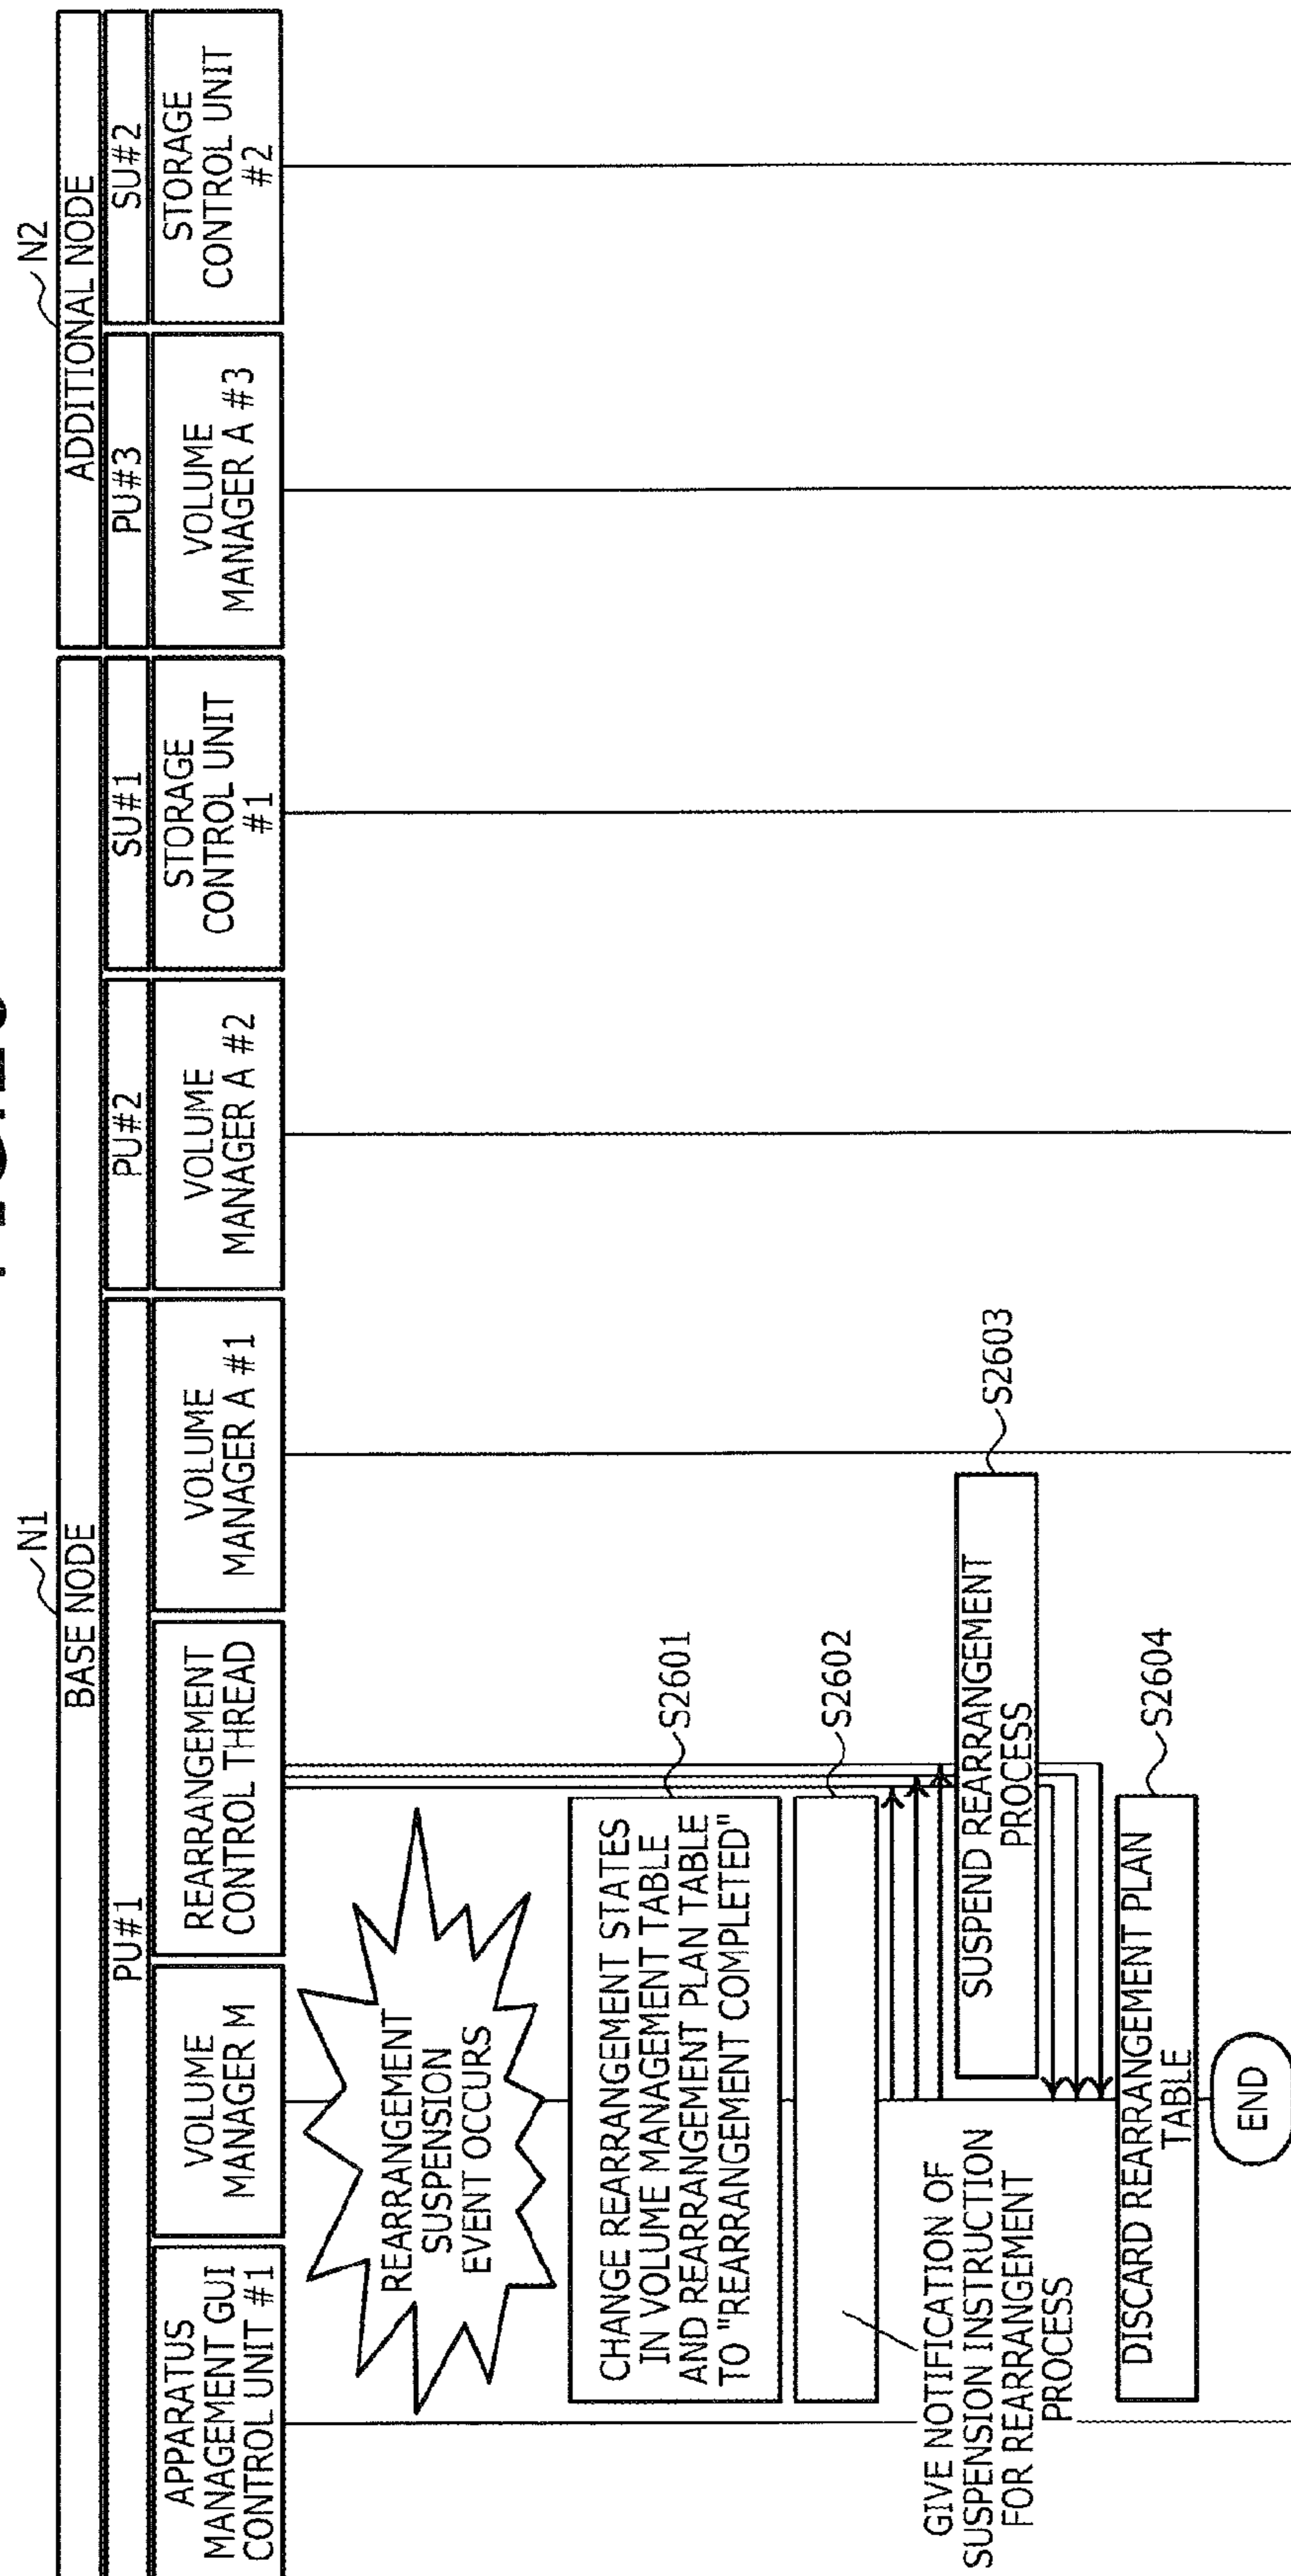 N1
N2
BASE NODE
ADDITIONAL NODE
PU#1
PU#2
SU#1
PU#3
SU#2
APPARATUS
MANAGEMENT GUI
CONTROL UNIT #1
VOLUME
MANAGER M
REARRANGEMENT
CONTROL THREAD
VOLUME
MANAGER A #1
VOLUME
MANAGER A #2
STORAGE
CONTROL UNIT
#1
VOLUME
MANAGER A #3
STORAGE
CONTROL UNIT
#2
REARRANGEMENT
SUSPENSION
EVENT OCCURS
CHANGE REARRANGEMENT STATES
IN VOLUME MANAGEMENT TABLE
AND REARRANGEMENT PLAN TABLE
TO "REARRANGEMENT COMPLETED"
S2601
S2602
GIVE NOTIFICATION OF
SUSPENSION INSTRUCTION
FOR REARRANGEMENT
PROCESS
SUSPEND REARRANGEMENT
PROCESS
S2603
DISCARD REARRANGEMENT PLAN
TABLE
S2604
END